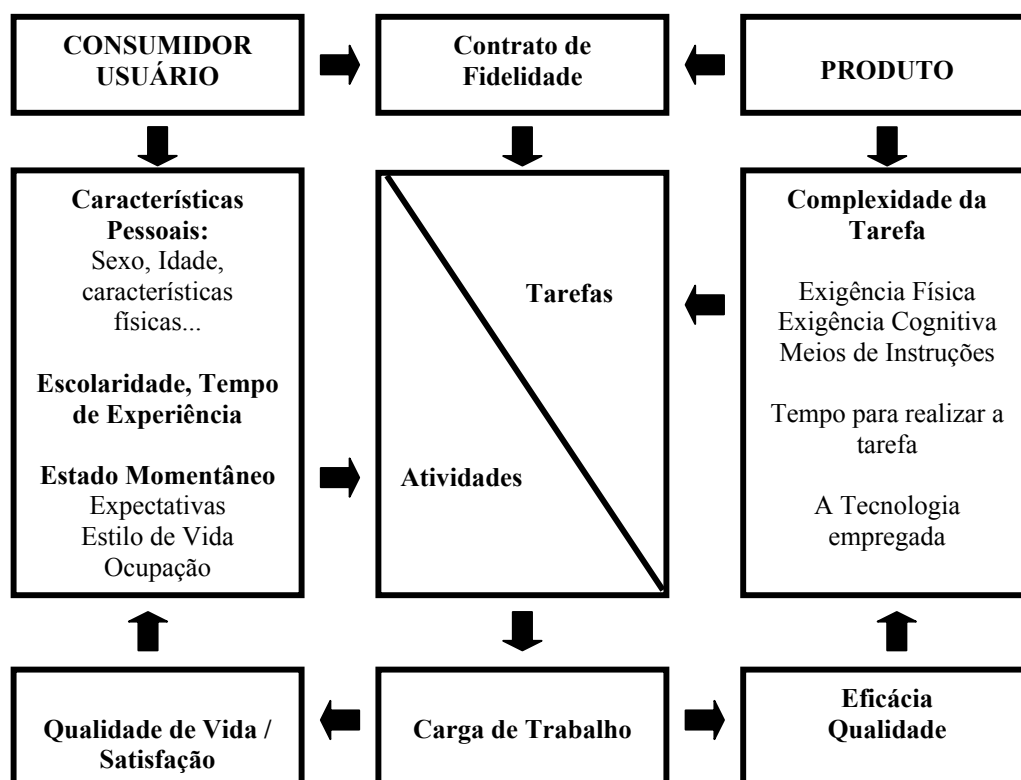 CONSUMIDOR
USUÁRIO
Contrato de
Fidelidade
PRODUTO
Característícas
Pessoais:
Sexo, Idade,
característícas
físicas...
Escolaridade, Tempo
de Experiência
Estado Momentâneo
Expectativas
Estilo de Vida
Ocupação
Tarefas
Atividades
Complexidade da
Tarefa
Exigência Física
Exigência Cognitiva
Meios de Instruções
Tempo para realizar a
tarefa
A Tecnologia
empregada
Qualidade de Vida /
Satisfação
Carga de Trabalho
Eficácia
Qualidade